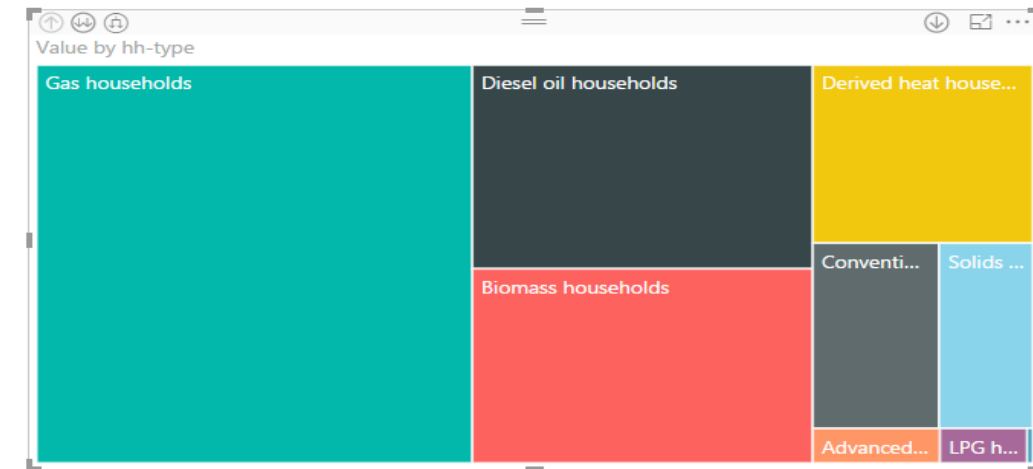 Value by hh-type
Gas households
Diesel oil households
Derived heat house...
Biomass households
Conventi...
Solids ...
Advanced...
LPG h...